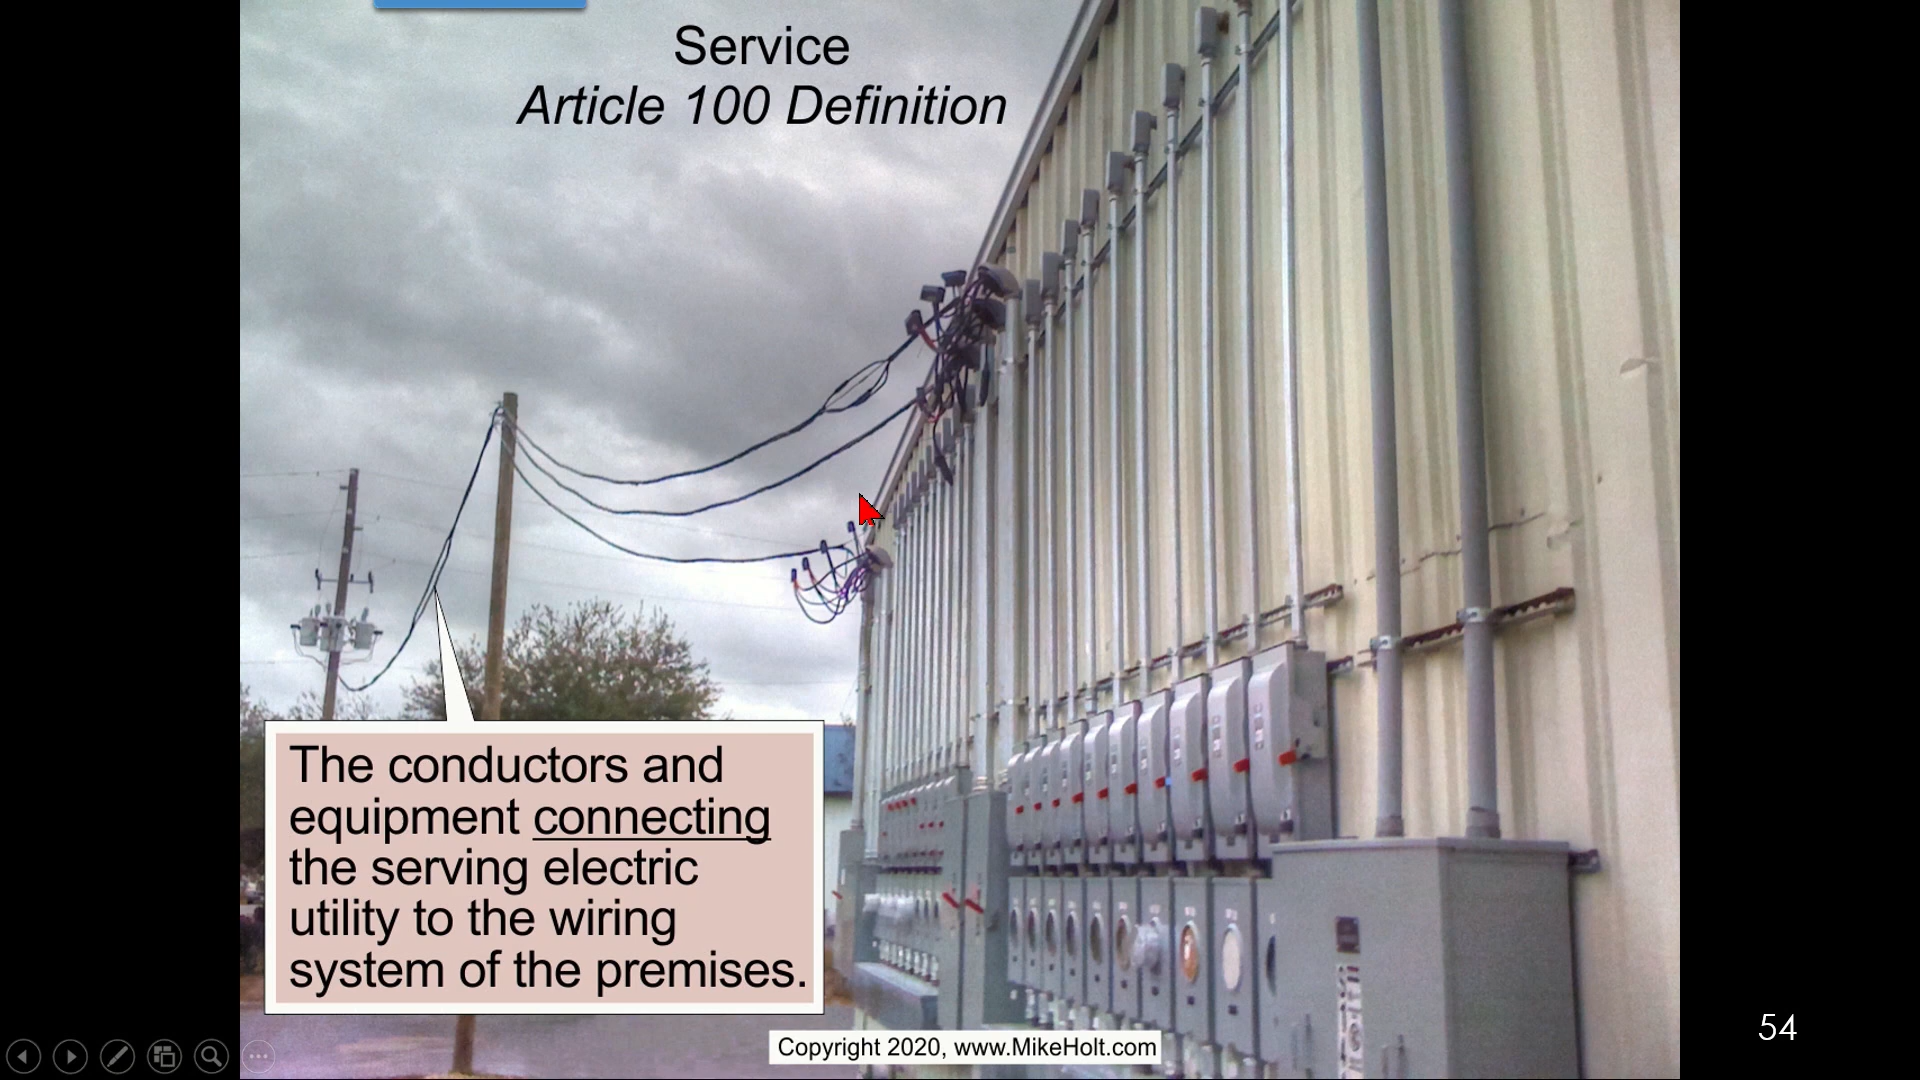 Service
Article 100 Definition
The conductors and
equipment connecting
the serving electric
utility to the wiring
system of the premises.
Copyright 2020, www.MikeHolt.com
54